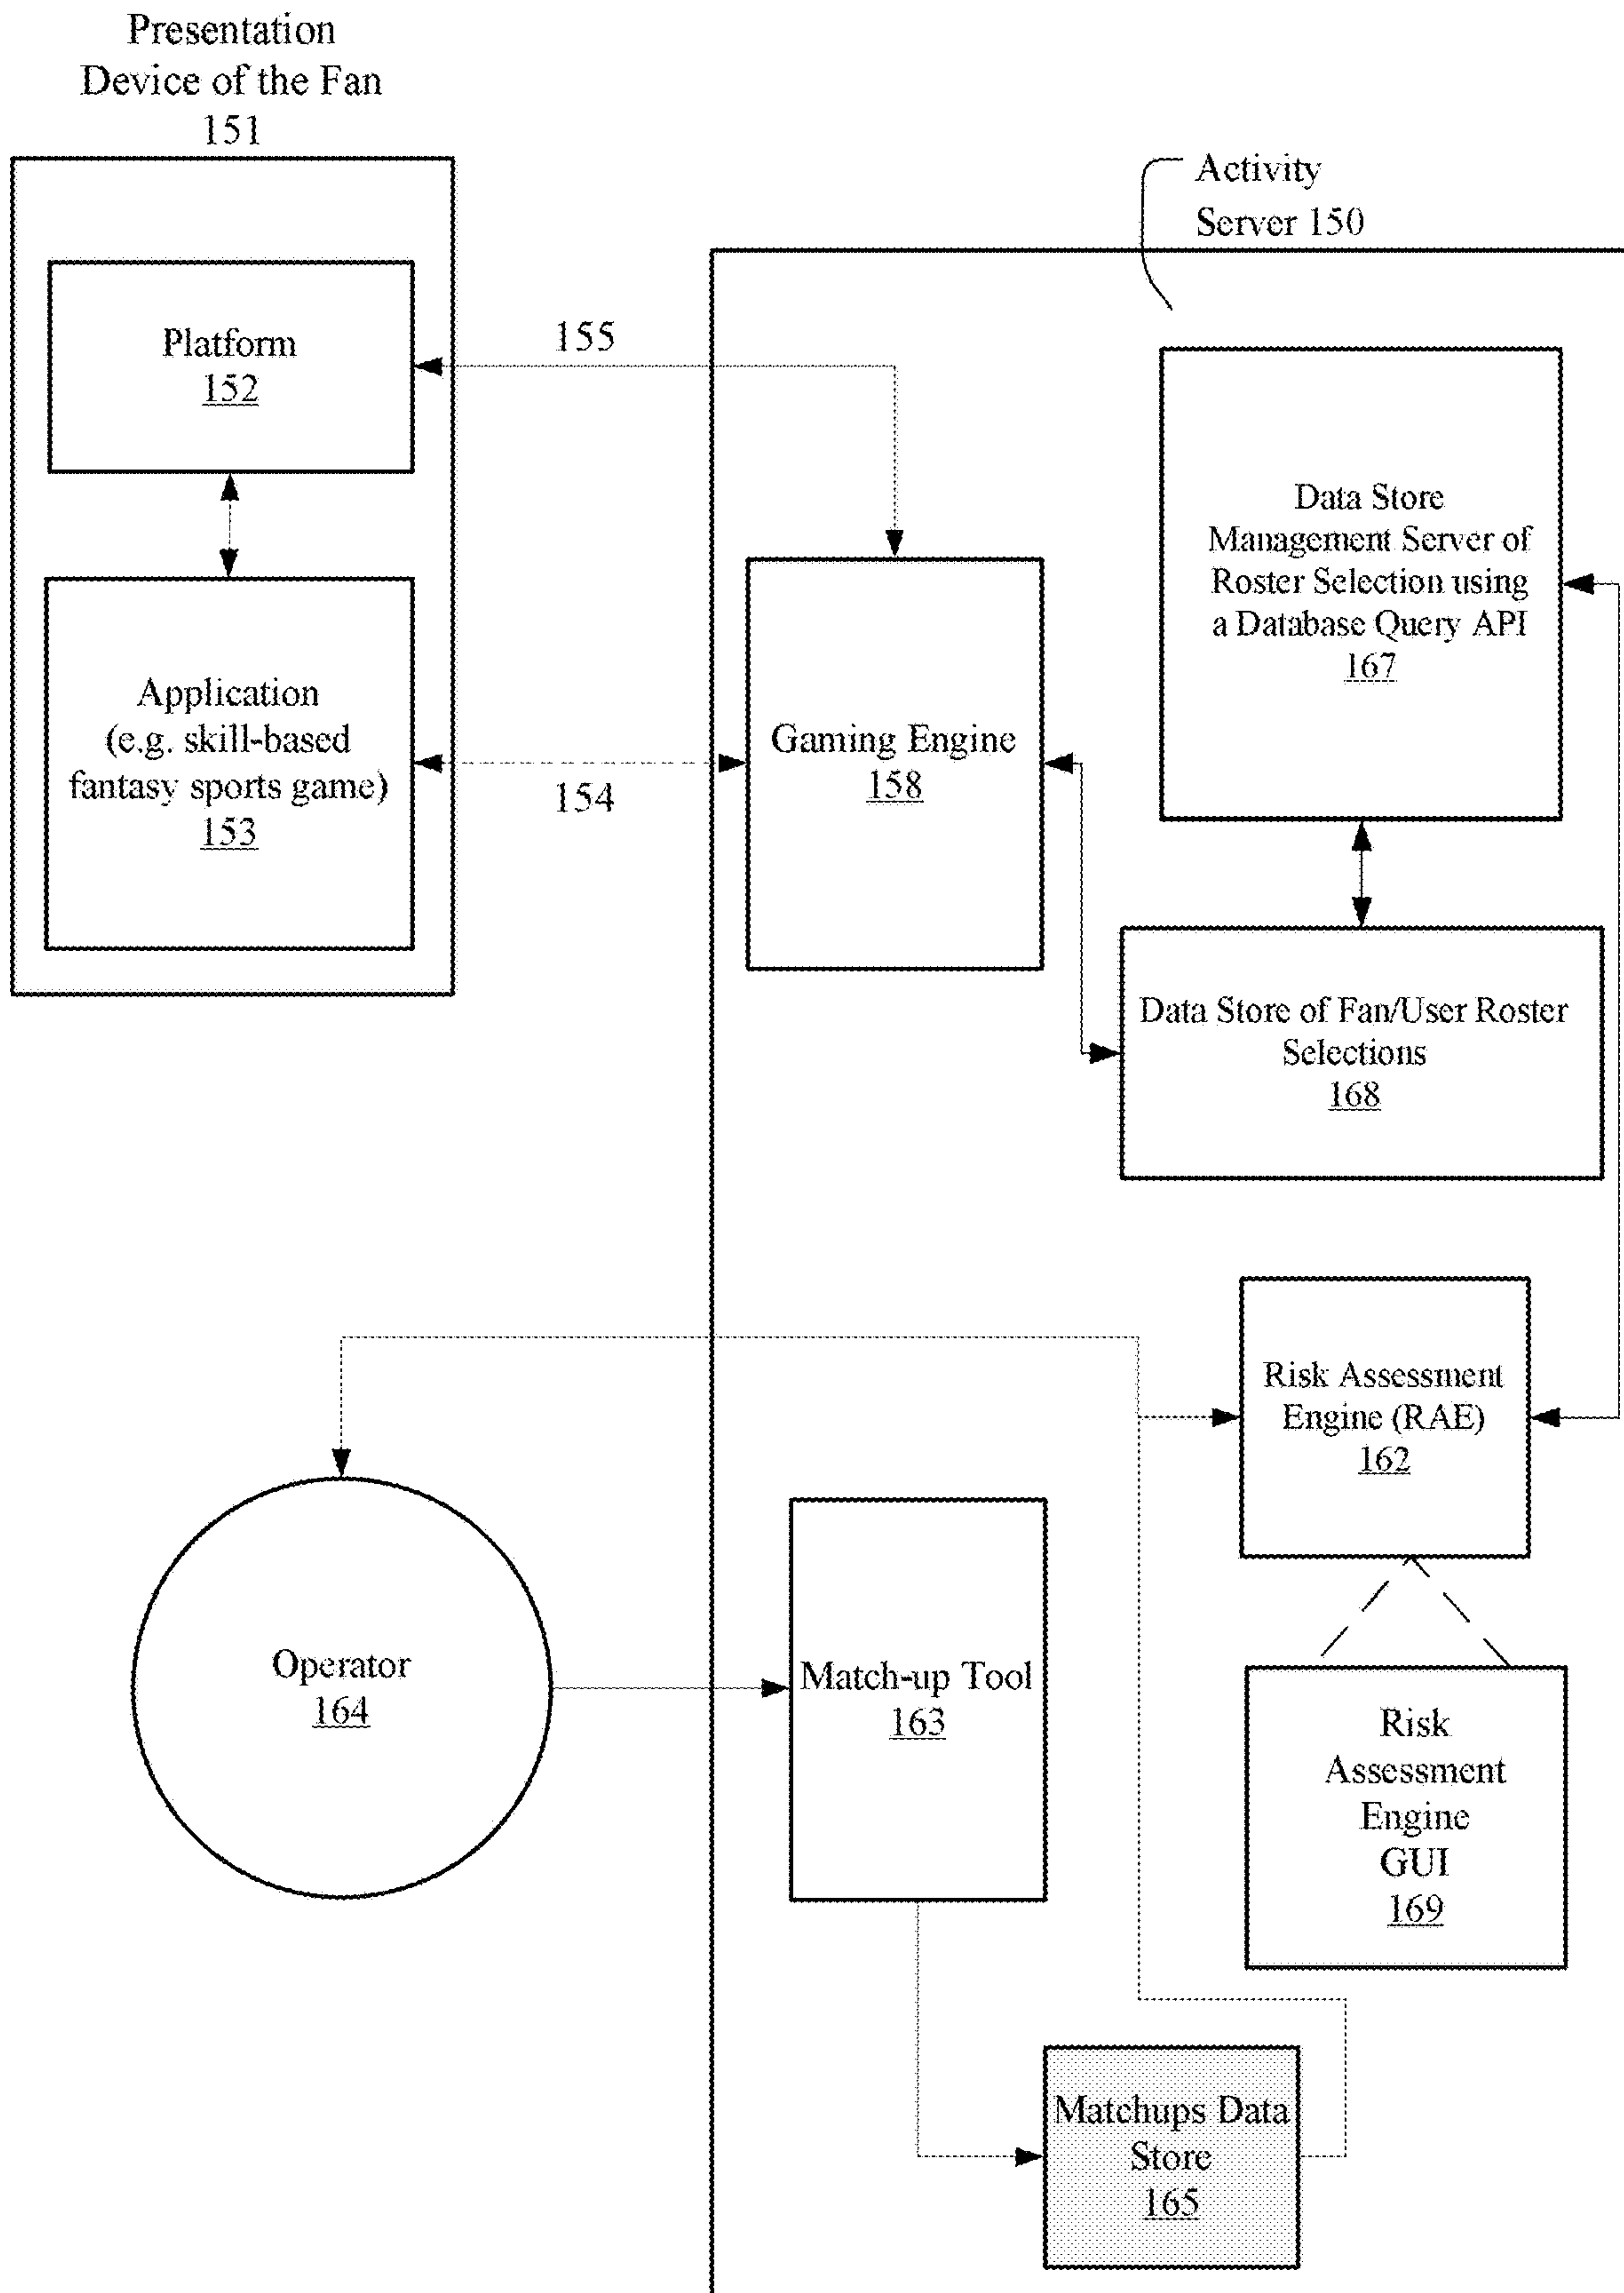 Presentation
Device of the Fan
151
Activity
Server 150
Platform
152
155
Data Store
Management Server of
Roster Selection using
a Database Query API
167
Application
(e.g. skill-based
fantasy sports game)
153
154
Gaming Engine
158
Data Store of Fan/User Roster
Selections
168
Risk Assessment
Engine (RAE)
162
Operator
164
Match-up Tool
163
Risk
Assessment
Engine
GUI
169
Matchups Data
Store
165